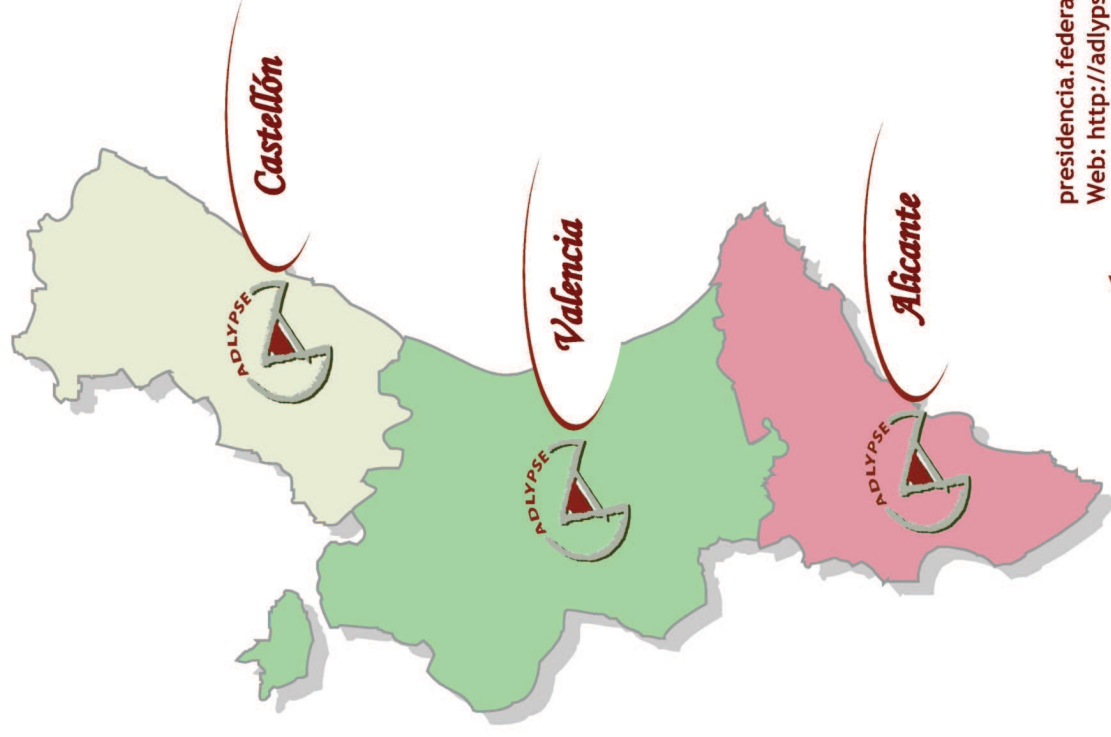 ADLYPSE
Castellón
ADLYPSE
Valencia
ADLYPSE
Alicante
presidencia.federa
Web: http://adlyps